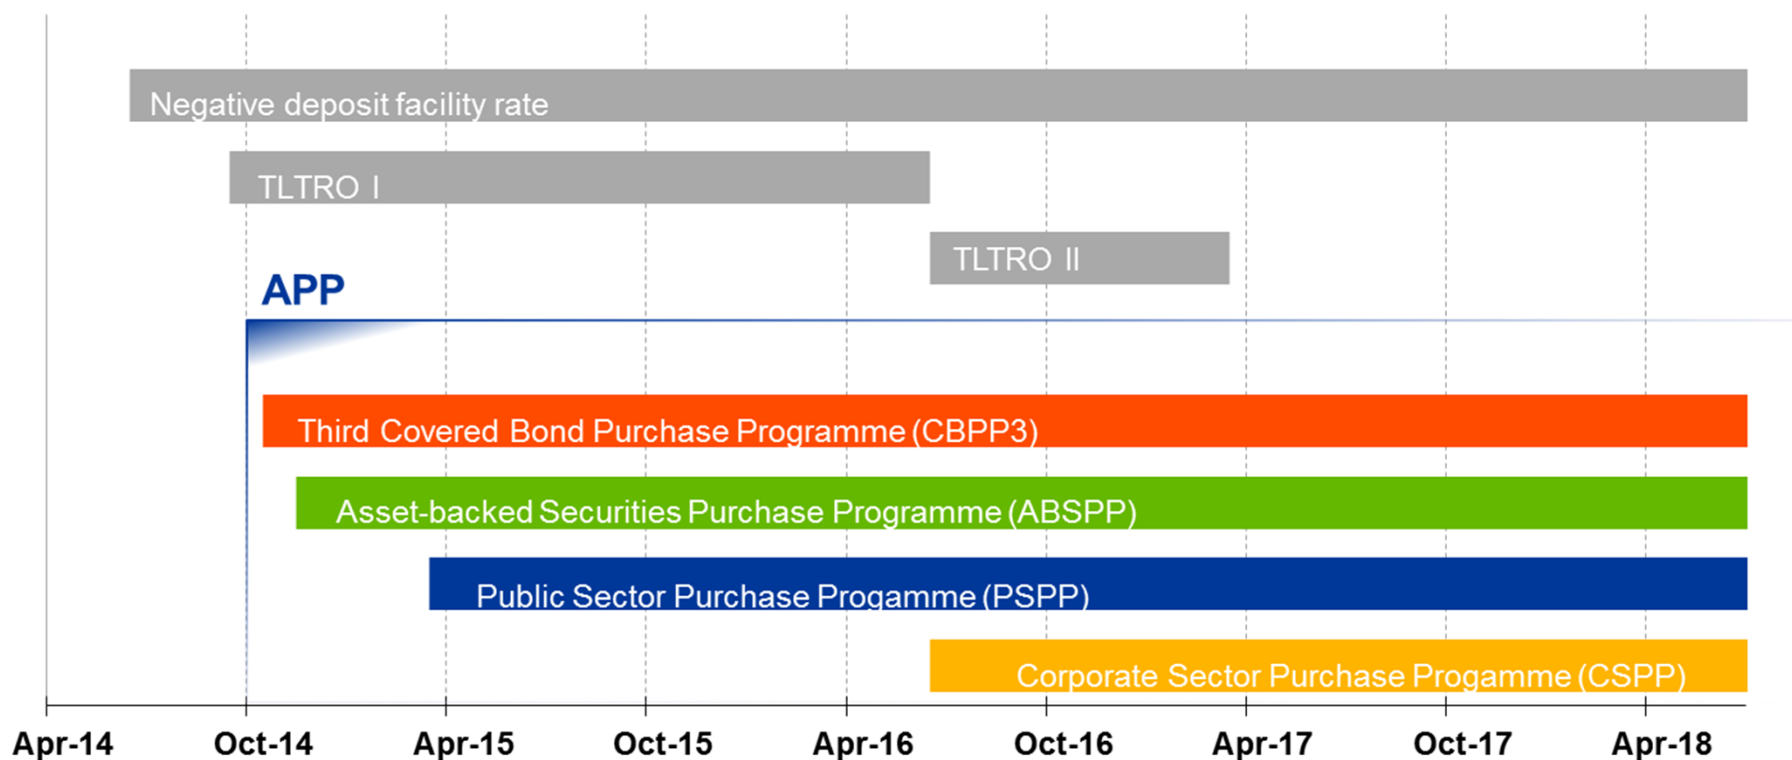 Negative deposit facility rate
TLTRO I
TLTRO II
APP
Third Covered Bond Purchase Programme (CBPP3)
Asset-backed Securities Purchase Programme (ABSPP)
Public Sector Purchase Progamme (PSPP)
Corporate Sector Purchase Progamme (CSPP)
Apr-14 Oct-14 Apr-15 Oct-15 Apr-16 Oct-16 Apr-17 Oct-17 Apr-18